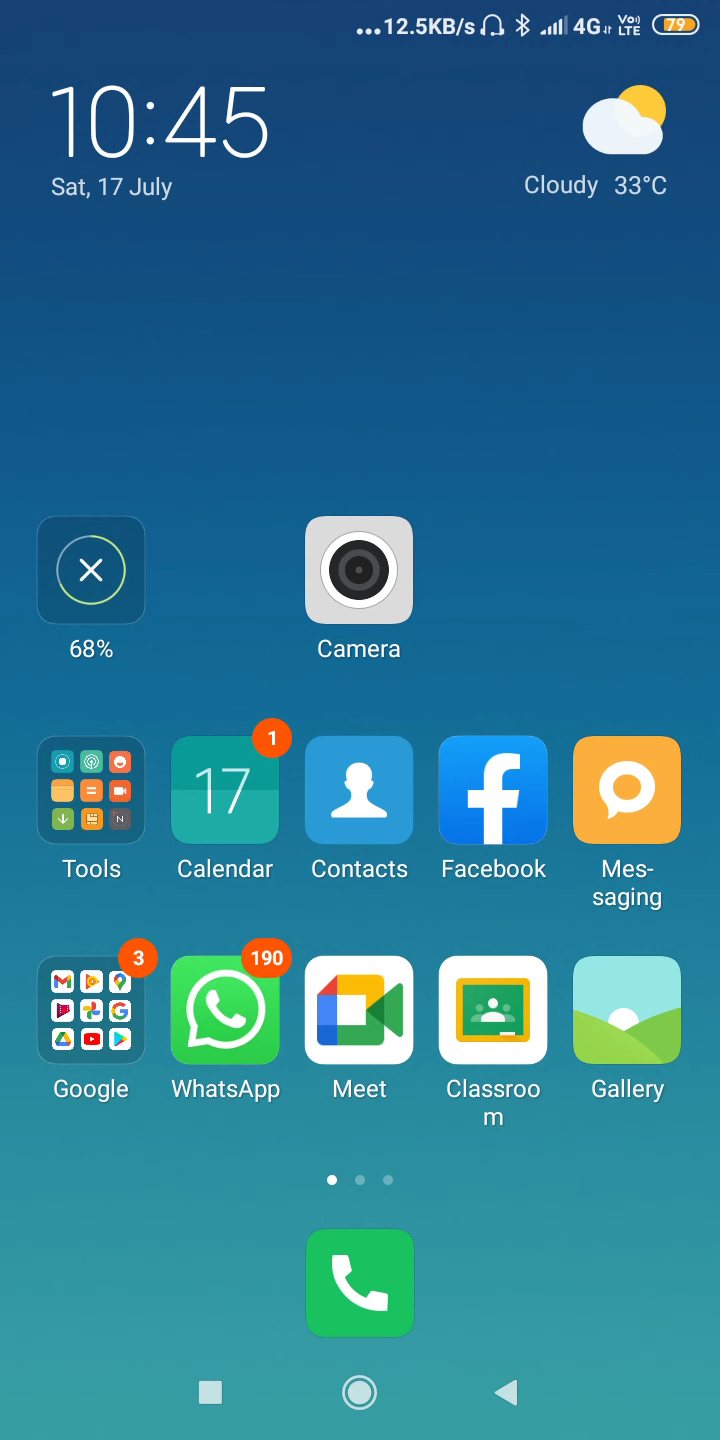 ...12.5KB/s 4G Vo) LTE 79
10:45
Sat, 17 July
Cloudy 33°C
68%
Camera
1
17
Tools
Calendar
Contacts
Facebook
Mes-
saging
3
190
Google
WhatsApp
Meet
Classroo
m
Gallery